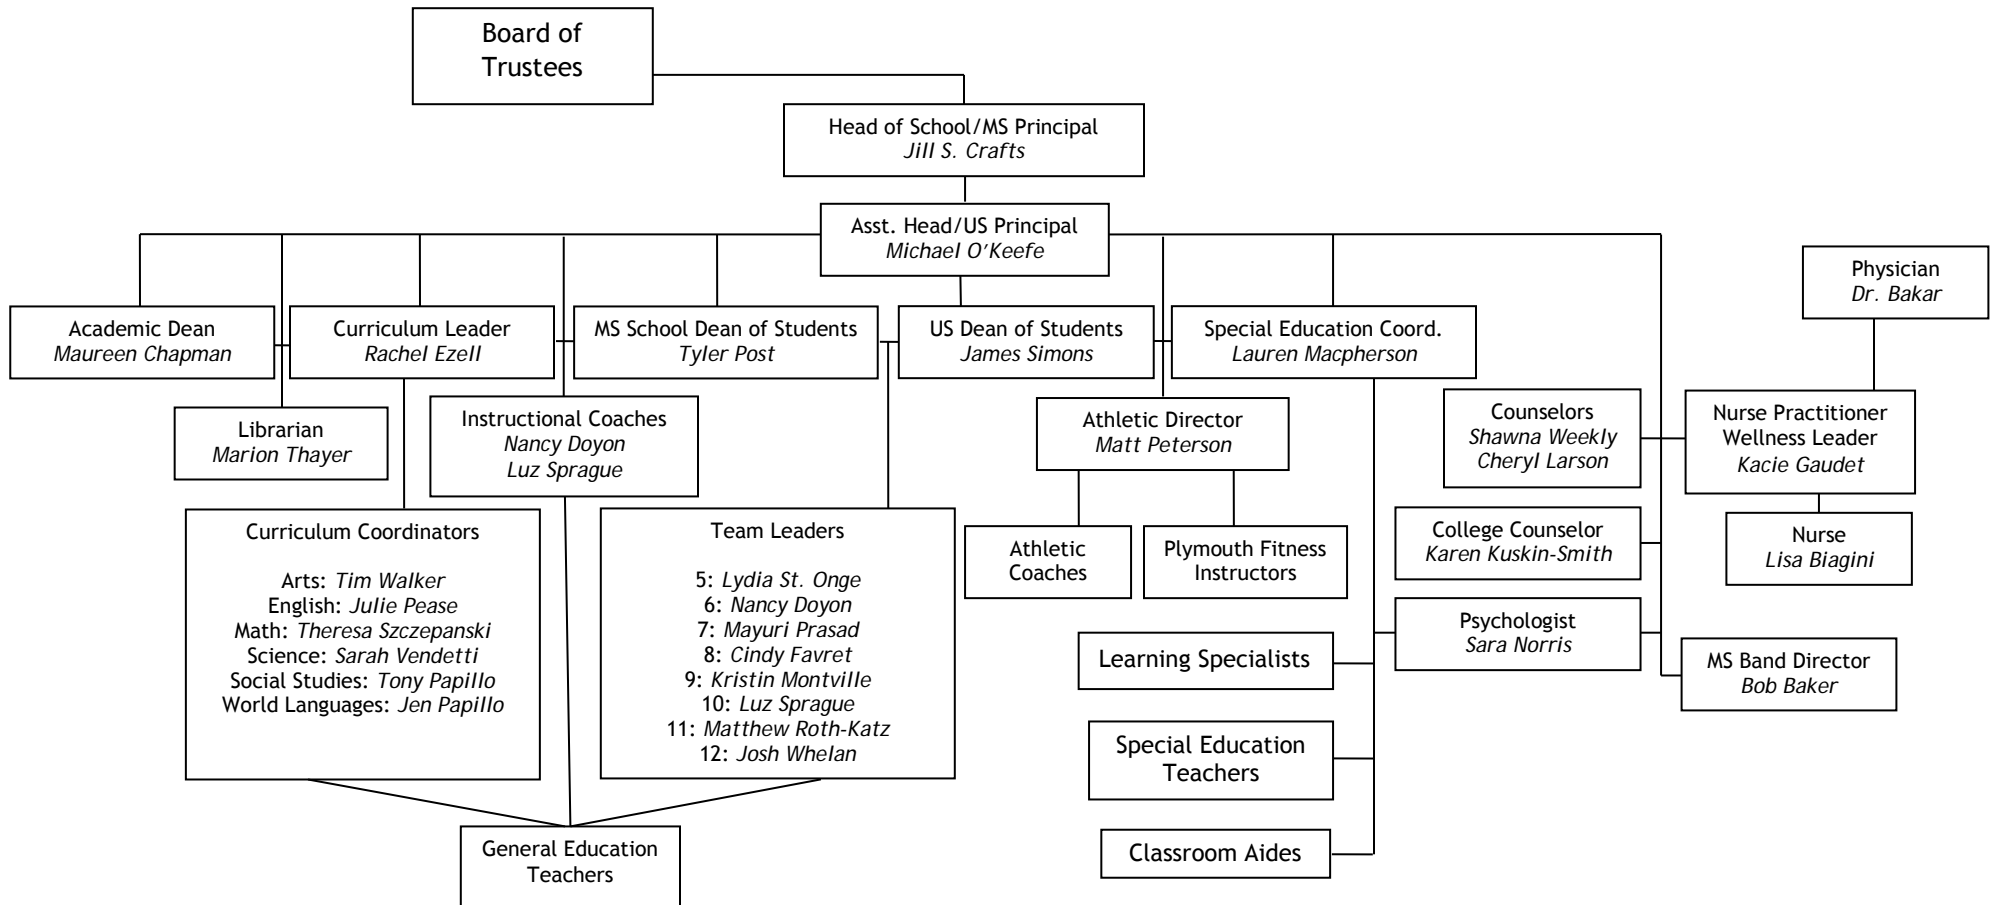 Board of
Trustees
Head of School/MS Principal
Jill S. Crafts
Asst. Head/US Principal
Michael O’Keefe
Physician
Dr. Bakar
Academic Dean
Maureen Chapman
Curriculum Leader
Rachel Ezell
MS School Dean of Students
Tyler Post
US Dean of Students
James Simons
Special Education Coord.
Lauren Macpherson
Librarian
Marion Thayer
Instructional Coaches
Nancy Doyon
Luz Sprague
Athletic Director
Matt Peterson
Counselors
Shawna Weekly
Cheryl Larson
Nurse Practitioner
Wellness Leader
Kacie Gaudet
Curriculum Coordinators
Arts: Tim Walker
English: Julie Pease
Math: Theresa Szczepanski
Science: Sarah Vendetti
Social Studies: Tony Papillo
World Languages: Jen Papillo
Team Leaders
5: Lydia St. Onge
6: Nancy Doyon
7: Mayuri Prasad
8: Cindy Favret
9: Kristin Montville
10: Luz Sprague
11: Matthew Roth-Katz
12: Josh Whelan
Athletic
Coaches
Plymouth Fitness
Instructors
College Counselor
Karen Kuskin-Smith
Nurse
Lisa Biagini
Psychologist
Sara Norris
Learning Specialists
MS Band Director
Bob Baker
Special Education
Teachers
Classroom Aides
General Education
Teachers